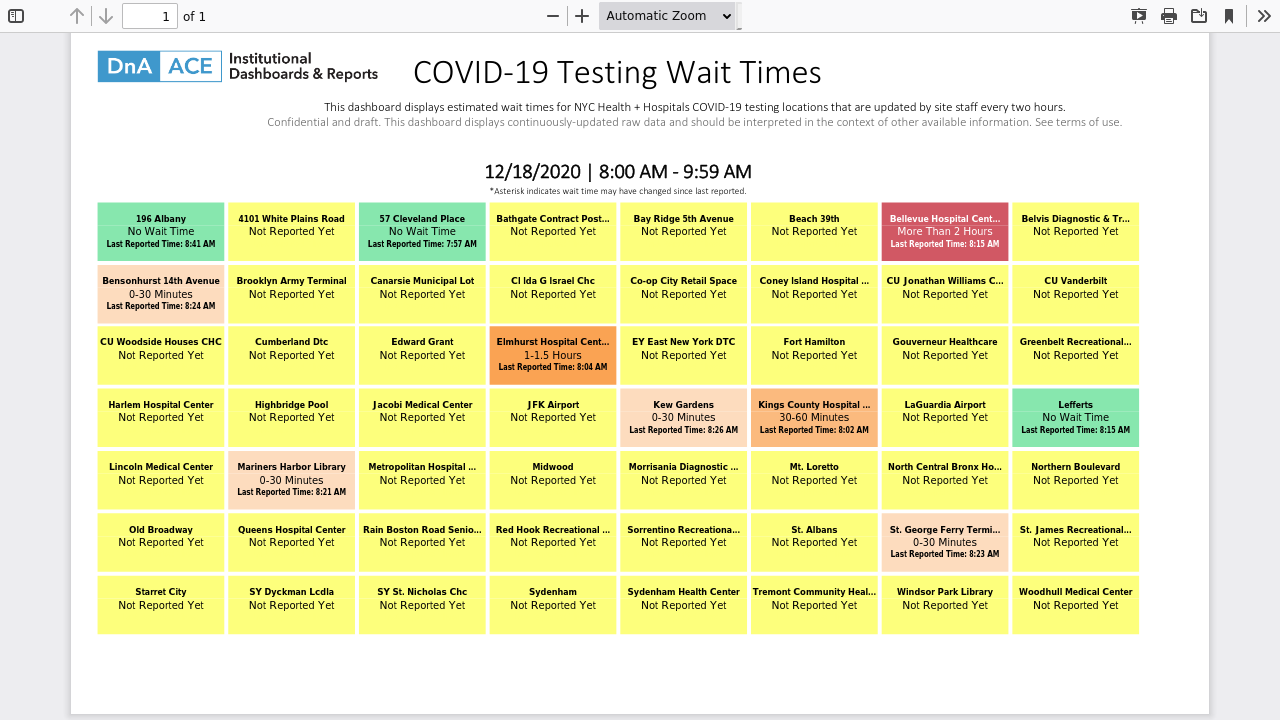 1 of 1 Automatic Zoom
DnA ACE Institutional
Dashboards & Reports
COVID-19 Testing Wait Times
This dashboard displays estimated wait times for NYC Health + Hospitals COVID-19 testing locations that are updated by site staff every two hours.
Confidential and draft. This dashboard displays continuously-updated raw data and should be interpreted in the context of other available information. See terms of use.
12/18/2020 | 8:00 AM - 9:59 AM
*Asterisk indicates wait time may have changed since last reported.
196 Albany 4101 White Plains Road 57 Cleveland Place Bathgate Contract Post... Bay Ridge 5th Avenue Beach 39th Bellevue Hospital Cent... Belvis Diagnostic & Tr...
No Wait Time Not Reported Yet No Wait Time Not Reported Yet Not Reported Yet Not Reported Yet More Than 2 Hours Not Reported Yet
Last Reported Time: 8:41 AM Last Reported Time: 7:57 AM Last Reported Time: 8:15 AM
Bensonhurst 14th Avenue Brooklyn Army Terminal Canarsie Municipal Lot Cl Ida G Israel Chc Co-op City Retail Space Coney Island Hospital ... CU Jonathan Williams C... CU Vanderbilt
0-30 Minutes Not Reported Yet Not Reported Yet Not Reported Yet Not Reported Yet Not Reported Yet Not Reported Yet Not Reported Yet
Last Reported Time: 8:24 AM
CU Woodside Houses CHC Cumberland Dtc Edward Grant Elmhurst Hospital Cent... EY East New York DTC Fort Hamilton Gouverneur Healthcare Greenbelt Recreational...
Not Reported Yet Not Reported Yet Not Reported Yet 1-1.5 Hours Not Reported Yet Not Reported Yet Not Reported Yet Not Reported Yet
Last Reported Time: 8:04 AM
Harlem Hospital Center Highbridge Pool Jacobi Medical Center JFK Airport Kew Gardens Kings County Hospital ... LaGuardia Airport Lefferts
Not Reported Yet Not Reported Yet Not Reported Yet Not Reported Yet 0-30 Minutes 30-60 Minutes Not Reported Yet No Wait Time
Last Reported Time: 8:26 AM Last Reported Time: 8:02 AM Last Reported Time: 8:15 AM
Lincoln Medical Center Mariners Harbor Library Metropolitan Hospital ... Midwood Morrisania Diagnostic ... Mt. Loretto North Central Bronx Ho... Northern Boulevard
Not Reported Yet 0-30 Minutes Not Reported Yet Not Reported Yet Not Reported Yet Not Reported Yet Not Reported Yet Not Reported Yet
Last Reported Time: 8:21 AM
Old Broadway Queens Hospital Center Rain Boston Road Senio... Red Hook Recreational ... Sorrentino Recreationa... St. Albans St. George Ferry Termi... St. James Recreational...
Not Reported Yet Not Reported Yet Not Reported Yet Not Reported Yet Not Reported Yet Not Reported Yet 0-30 Minutes Not Reported Yet
Last Reported Time: 8:23 AM
Starret City SY Dyckman Lcdla SY St. Nicholas Chc Sydenham Sydenham Health Center Tremont Community Heal... Windsor Park Library Woodhull Medical Center
Not Reported Yet Not Reported Yet Not Reported Yet Not Reported Yet Not Reported Yet Not Reported Yet Not Reported Yet Not Reported Yet